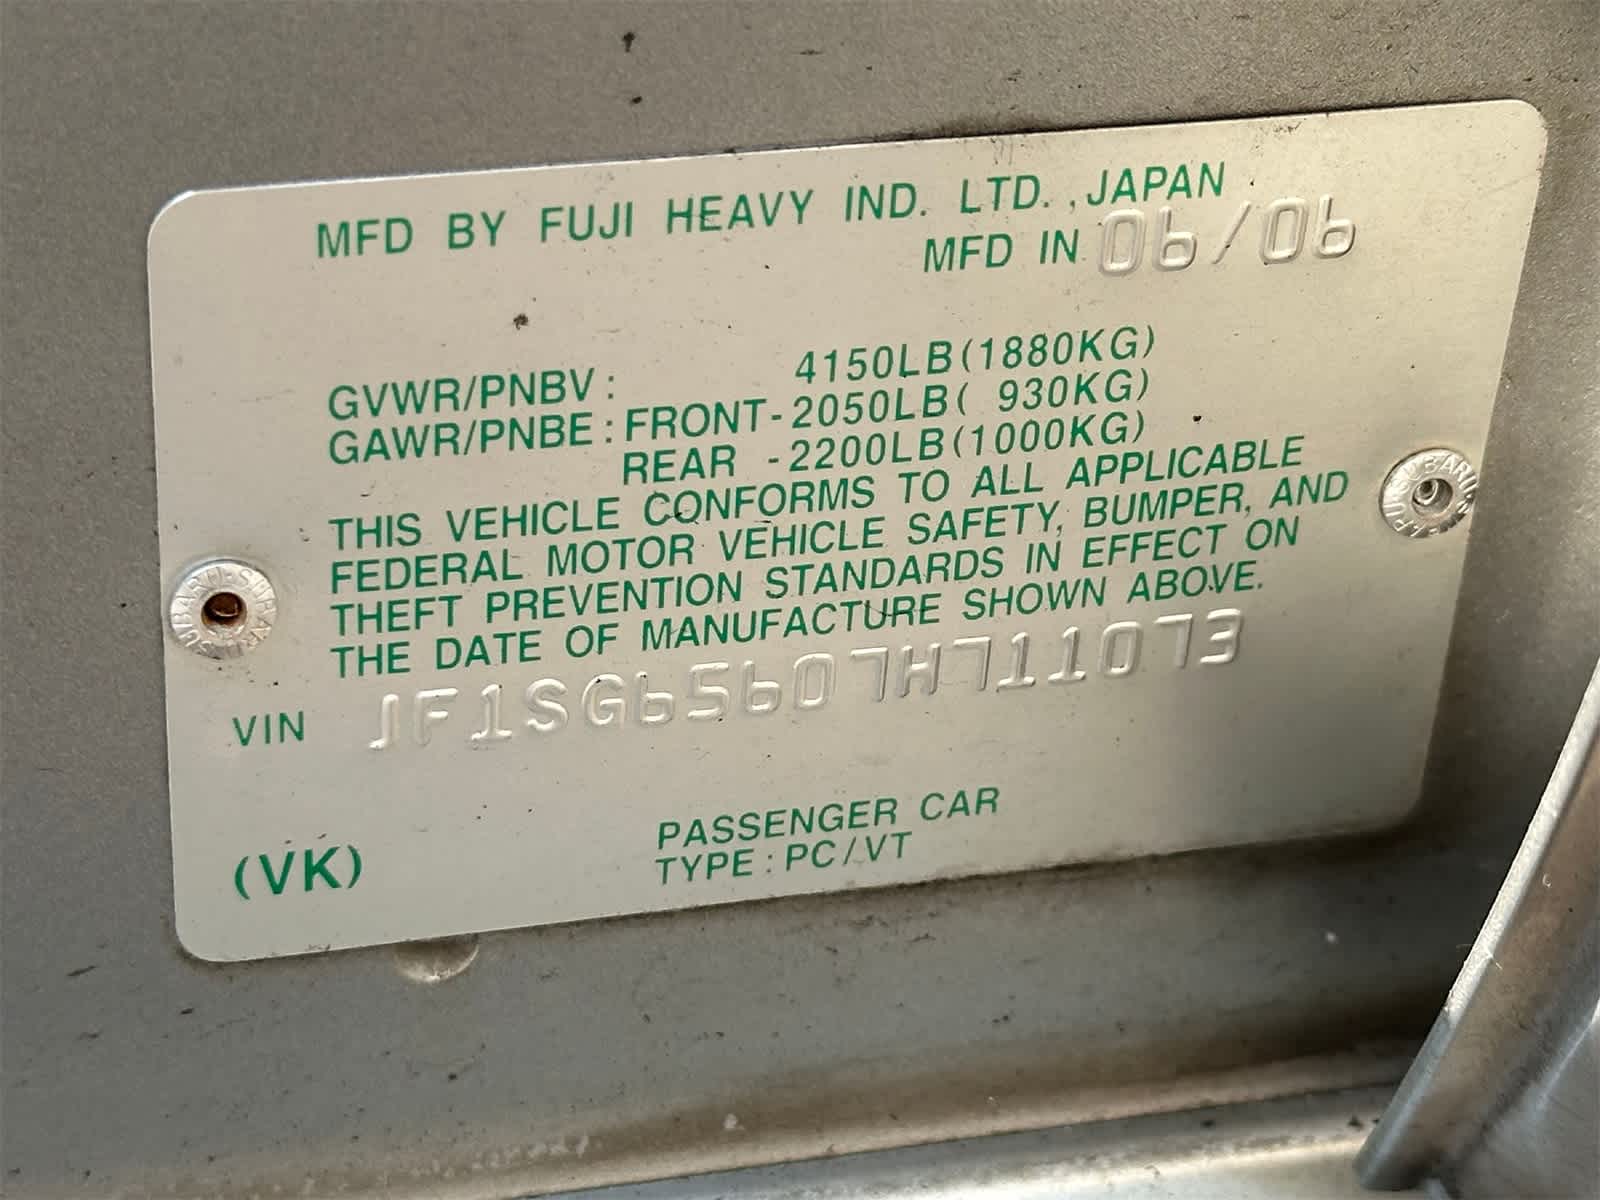 MFD BY FUJI HEAVY IND. LTD. ,JAPAN
MFD IN 06/06
GVWR/PNBV : 4150LB(1880KG)
GAWR/PNBE : FRONT-2050LB( 930KG)
REAR -2200LB(1000KG)
THIS VEHICLE CONFORMS TO ALL APPLICABLE
FEDERAL MOTOR VEHICLE SAFETY, BUMPER, AND
THEFT PREVENTION STANDARDS IN EFFECT ON
THE DATE OF MANUFACTURE SHOWN ABOVE.
VIN JF1SG65607H711073
PASSENGER CAR
(VK) TYPE : PC/VT
SUBARU
SUBARU